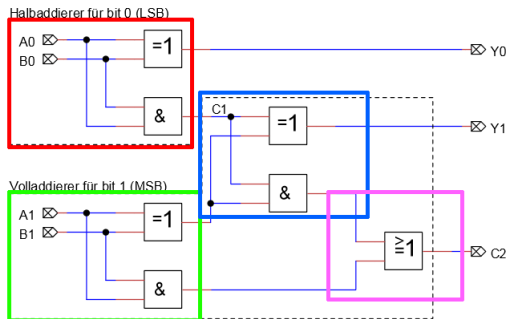 Halbaddierer für bit 0 (LSB)
A0
=1
Y0
B0
&
C1
=1
Y1
Volladdierer für bit 1 (MSB)
&
A1
=1
B1
≧1
C2
&